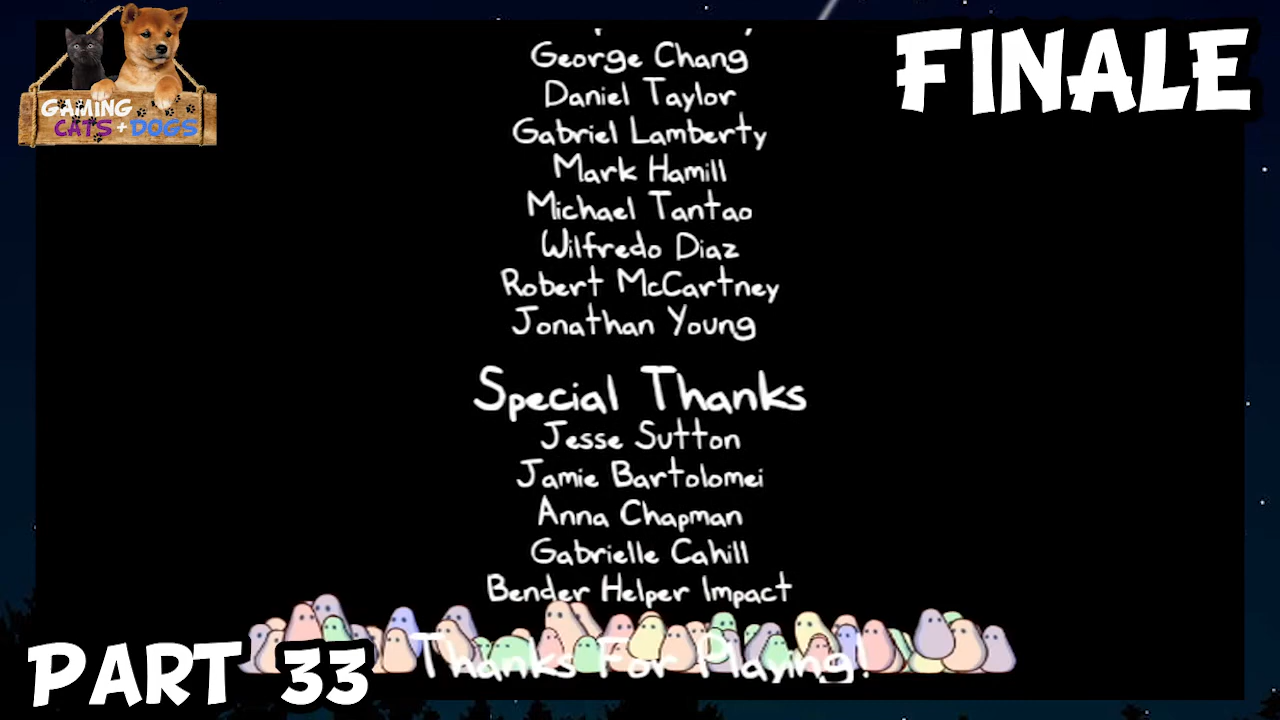 GAMING
CATS + DOGS
FINALE
George Chang
Daniel Taylor
Gabriel Lamberty
Mark Hamill
Michael Tantao
Wilfredo Diaz
Robert McCartney
Jonathan Young
Special Thanks
Jesse Sutton
Jamie Bartolomei
Anna Chapman
Gabrielle Cahill
Bender Helper Impact
Thanks For Playing!
PART 33